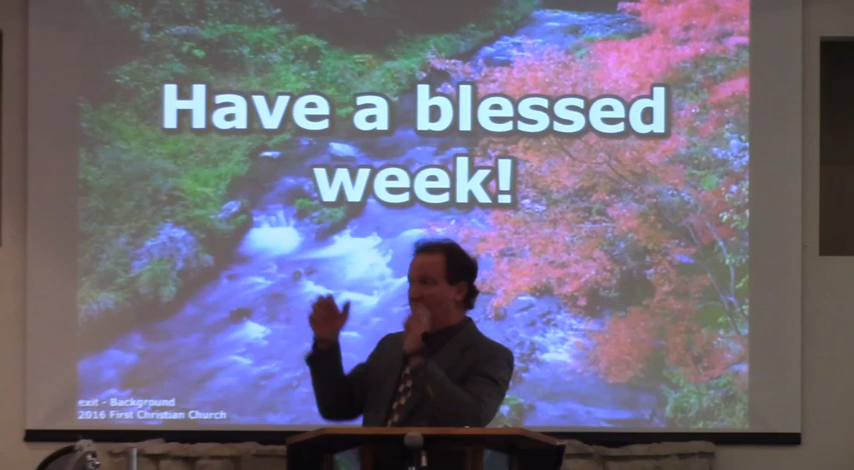 Have a blessed
week!
exit - Background
2016 First Christian Church